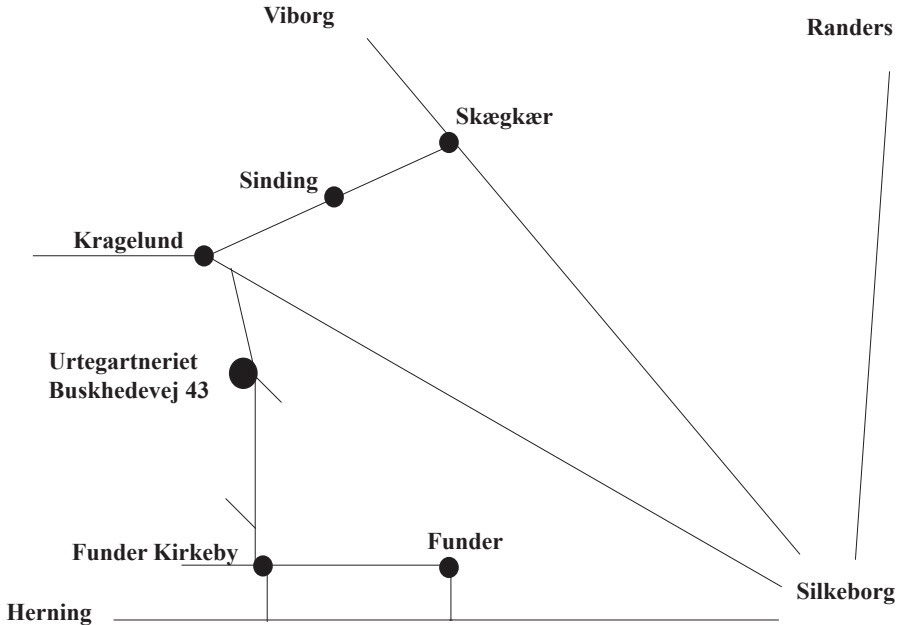 Viborg
Randers
Skægkær
Sinding
Kragelund
Urtegartneriet
Buskhedevej 43
Funder Kirkeby
Funder
Silkeborg
Herning